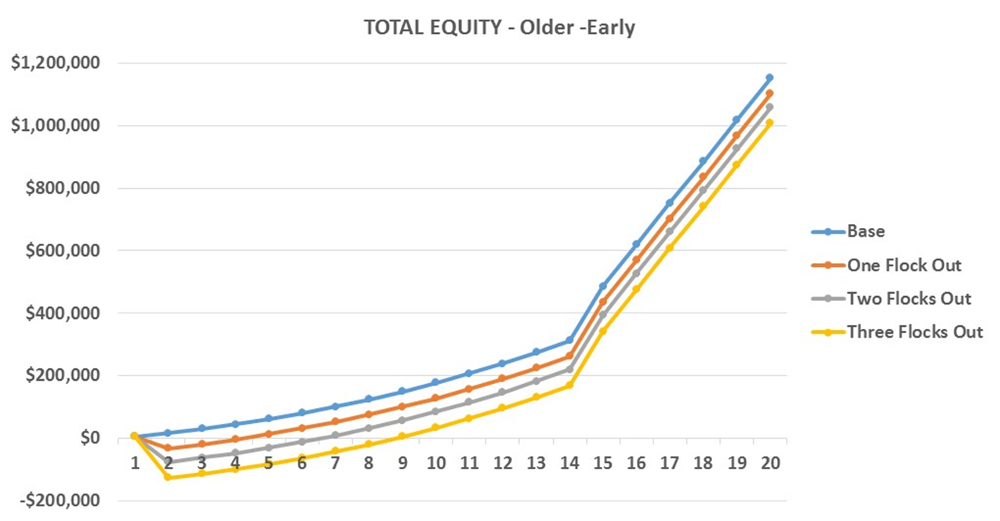 TOTAL EQUITY - Older -Early
$1,200,000
$1,000,000
$800,000
$600,000
$400,000
$200,000
$0
-$200,000
1 2 3 4 5 6 7 8 9 10 11 12 13 14 15 16 17 18 19 20
Base
One Flock Out
Two Flocks Out
Three Flocks Out